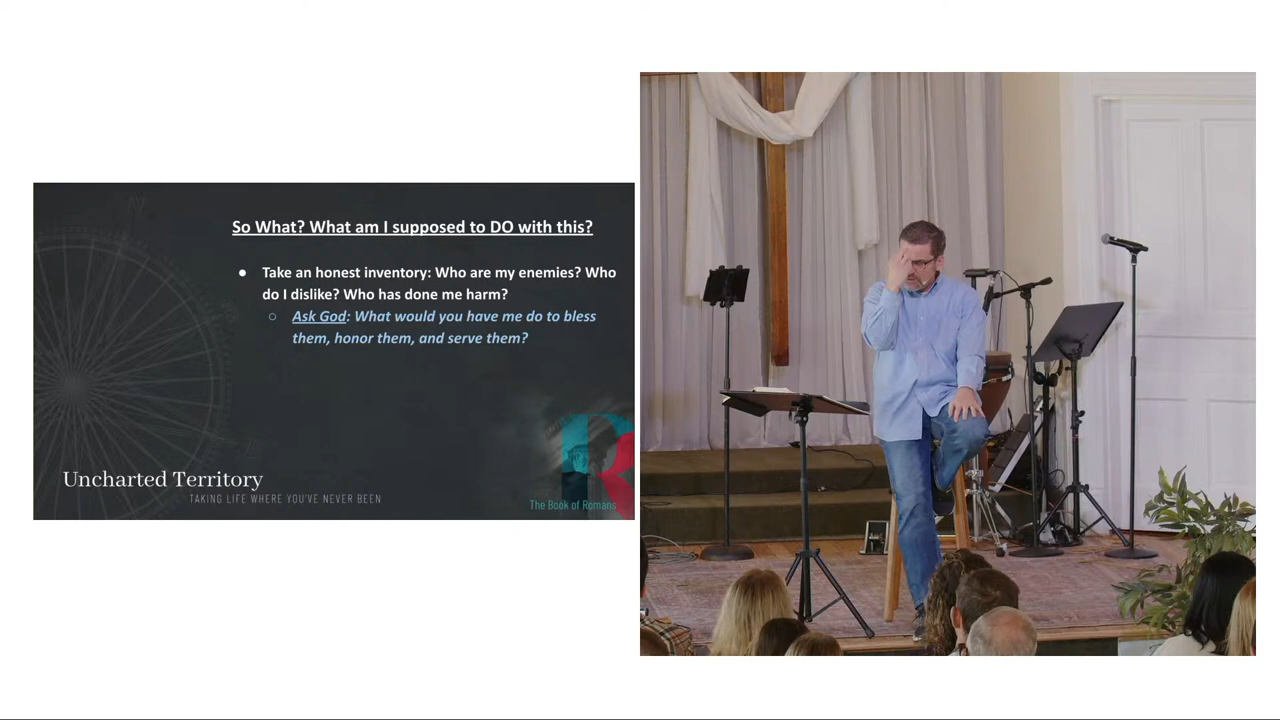 So What? What am I supposed to DO with this?
● Take an honest inventory: Who are my enemies? Who
do I dislike? Who has done me harm?
○ Ask God: What would you have me do to bless
them, honor them, and serve them?
Uncharted Territory
TAKING LIFE WHERE YOU'VE NEVER BEEN
The Book of Romans